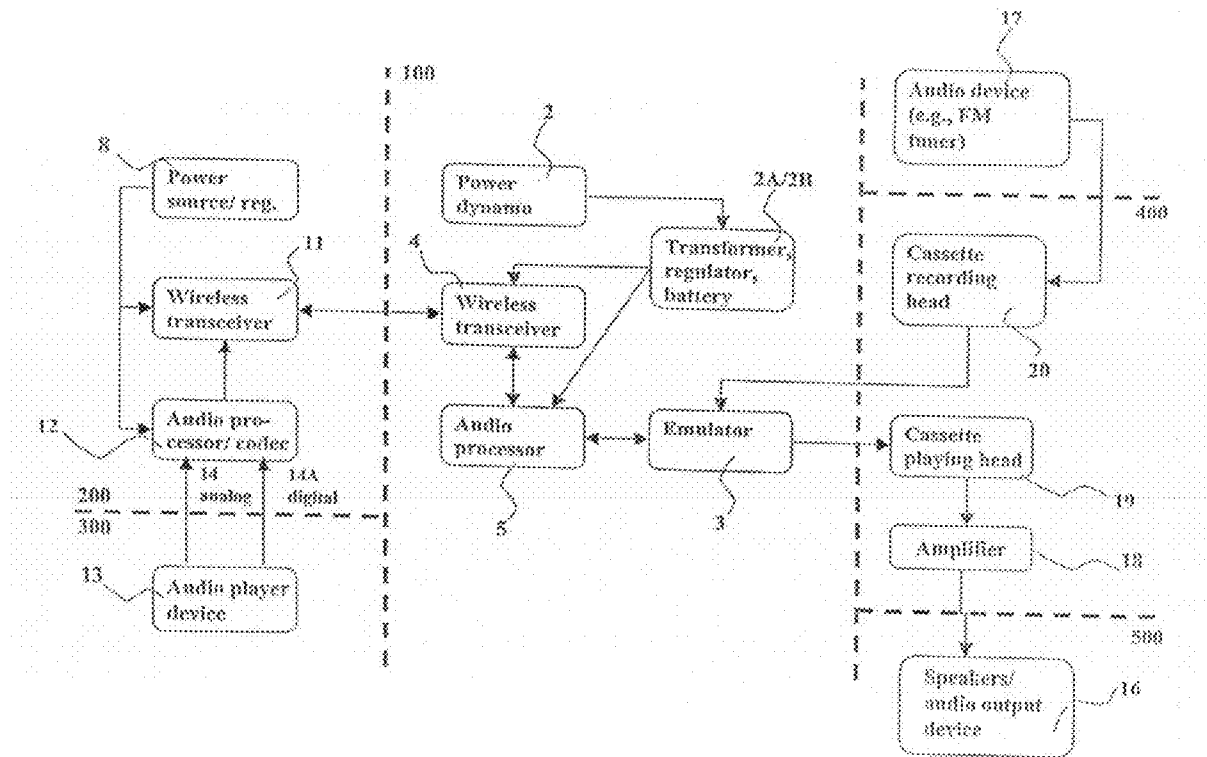 17
100
Audio device
(e.g., FM
tuner)
8
2
Power
source/ reg.
Power
dynamo
2A/2B
400
11
4
Transformer,
regulator,
battery
Cassette
recording
head
Wireless
transceiver
Wireless
transceiver
20
12
Audio pro-
cessor/ codec
Audio
processor
Emulator
Cassette
playing head
14
analog
14A
digital
19
200
300
5
3
Amplifier
18
13
Audio player
device
500
Speakers/
audio output
device
16